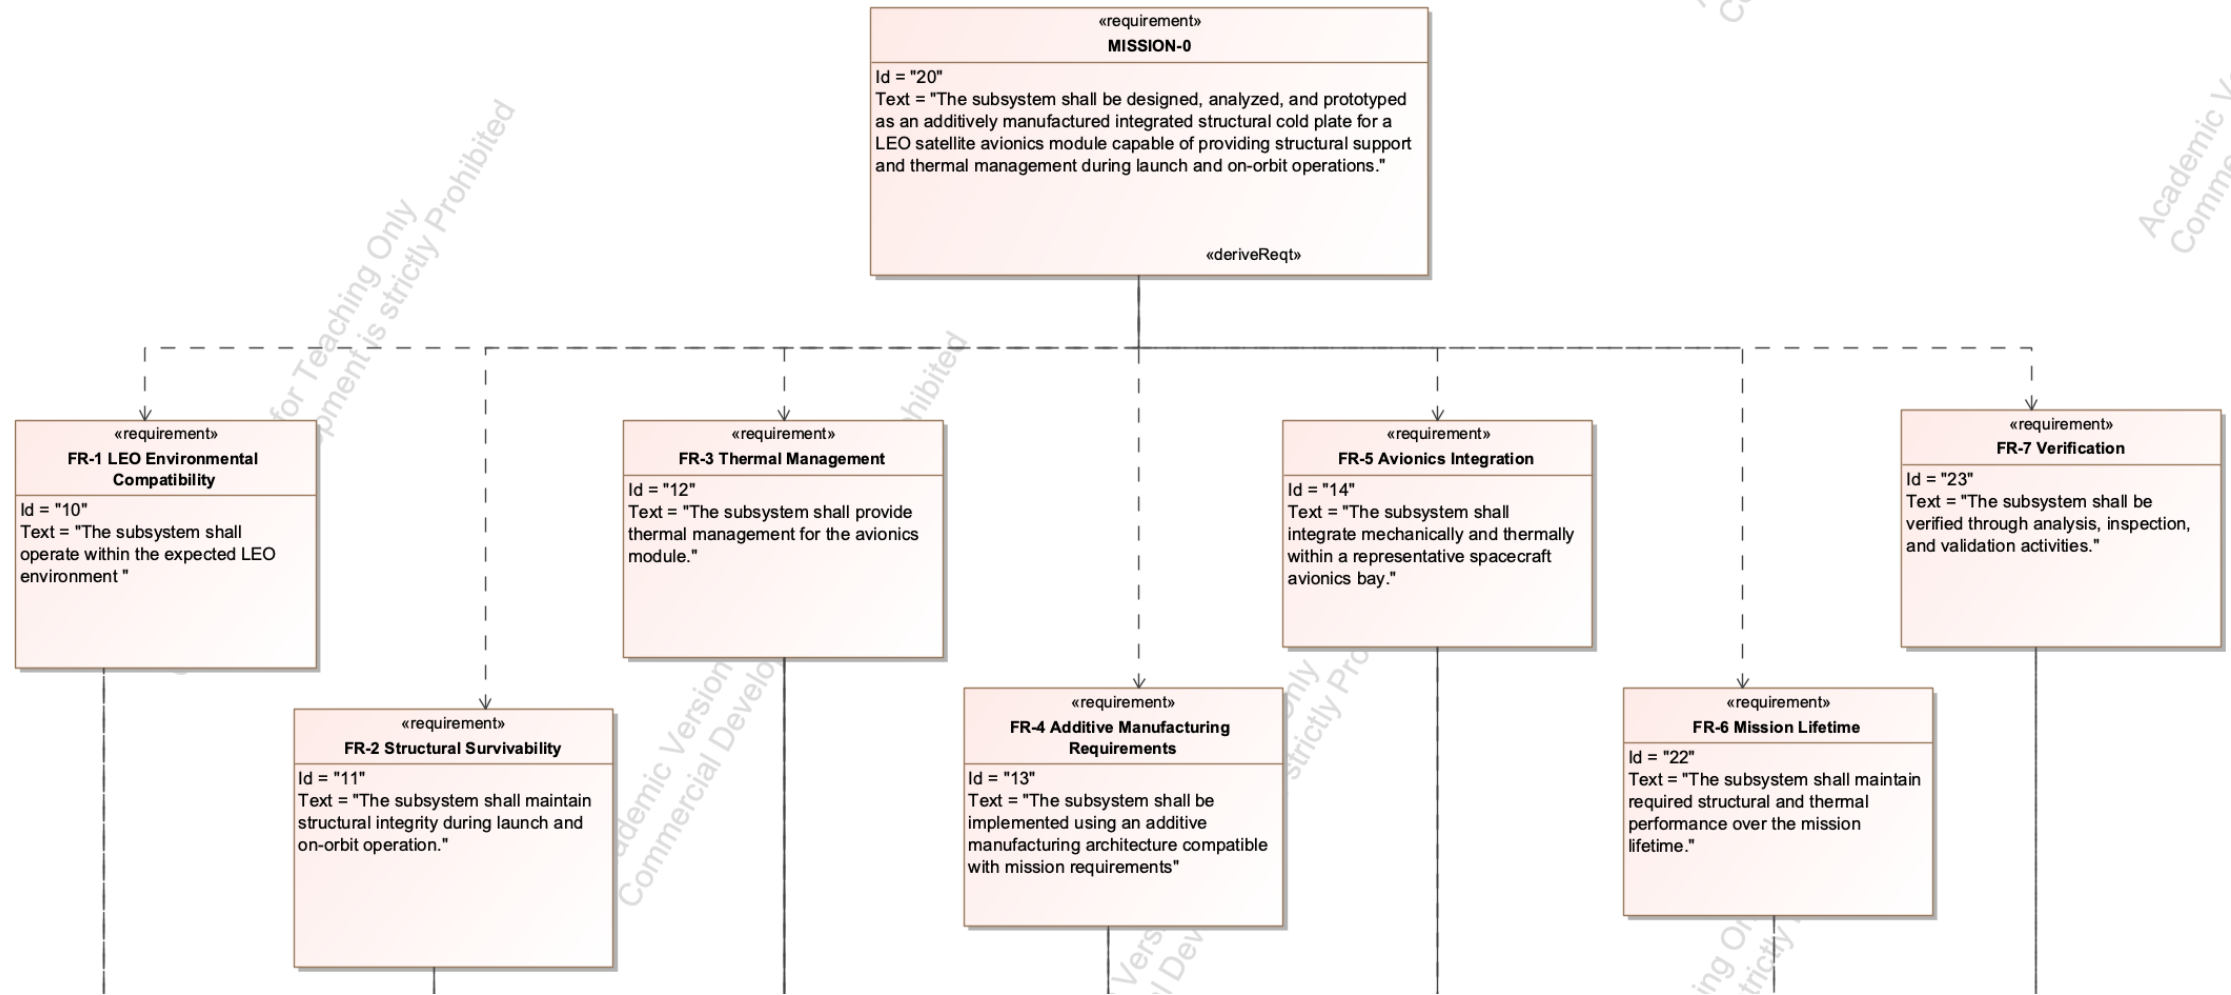 «requirement»
MISSION-0
Id = "20"
Text = "The subsystem shall be designed, analyzed, and prototyped
as an additively manufactured integrated structural cold plate for a
LEO satellite avionics module capable of providing structural support
and thermal management during launch and on-orbit operations."
«deriveReqt»
«requirement»
FR-1 LEO Environmental
Compatibility
Id = "10"
Text = "The subsystem shall
operate within the expected LEO
environment "
«requirement»
FR-2 Structural Survivability
Id = "11"
Text = "The subsystem shall maintain
structural integrity during launch and
on-orbit operation."
«requirement»
FR-3 Thermal Management
Id = "12"
Text = "The subsystem shall provide
thermal management for the avionics
module."
«requirement»
FR-4 Additive Manufacturing
Requirements
Id = "13"
Text = "The subsystem shall be
implemented using an additive
manufacturing architecture compatible
with mission requirements"
«requirement»
FR-5 Avionics Integration
Id = "14"
Text = "The subsystem shall
integrate mechanically and thermally
within a representative spacecraft
avionics bay."
«requirement»
FR-6 Mission Lifetime
Id = "22"
Text = "The subsystem shall maintain
required structural and thermal
performance over the mission
lifetime."
«requirement»
FR-7 Verification
Id = "23"
Text = "The subsystem shall be
verified through analysis, inspection,
and validation activities."
for Teaching Only
is strictly Prohibited
Version
Commercial
Academic